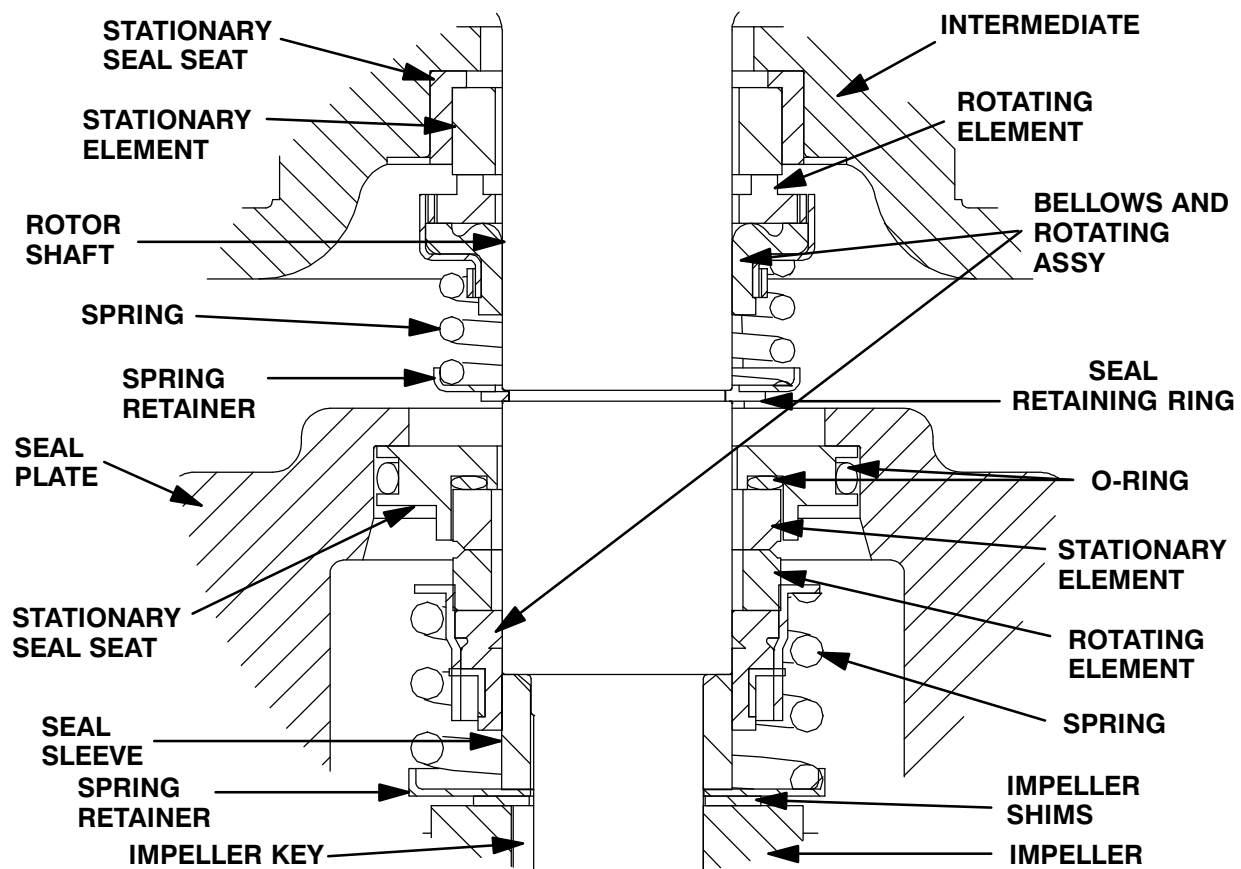 STATIONARY
SEAL SEAT
STATIONARY
ELEMENT
ROTOR
SHAFT
SPRING
SPRING
RETAINER
SEAL
PLATE
STATIONARY
SEAL SEAT
SEAL
SLEEVE
SPRING
RETAINER
IMPELLER KEY
INTERMEDIATE
ROTATING
ELEMENT
BELLOWS AND
ROTATING
ASSY
SEAL
RETAINING RING
O-RING
STATIONARY
ELEMENT
ROTATING
ELEMENT
SPRING
IMPELLER
SHIMS
IMPELLER